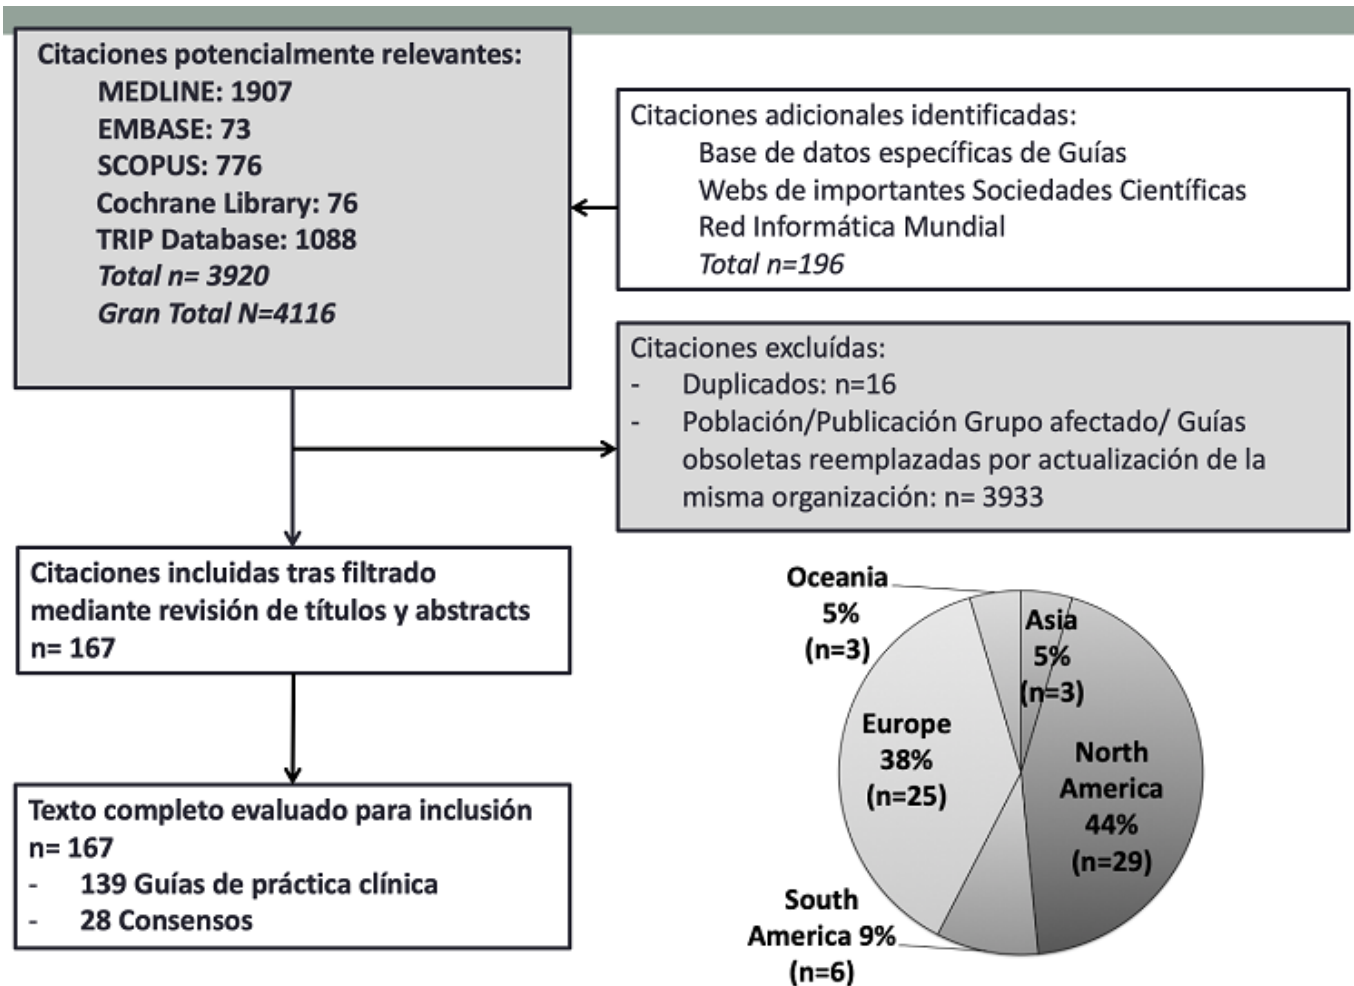 Citaciones potencialmente relevantes:
MEDLINE: 1907
EMBASE: 73
SCOPUS: 776
Cochrane Library: 76
TRIP Database: 1088
Total n= 3920
Gran Total N=4116
Citaciones adicionales identificadas:
Base de datos específicas de Guías
Webs de importantes Sociedades Científicas
Red Informática Mundial
Total n=196
Citaciones excluídas:
- Duplicados: n=16
- Población/Publicación Grupo afectado/ Guías
obsoletas reemplazadas por actualización de la
misma organización: n= 3933
Citaciones incluidas tras filtrado
mediante revisión de títulos y abstracts
n= 167
Texto completo evaluado para inclusión
n= 167
- 139 Guías de práctica clínica
- 28 Consensos
Oceania
5%
(n=3)
Asia
5%
(n=3)
Europe
38%
(n=25)
North
America
44%
(n=29)
South
America 9%
(n=6)